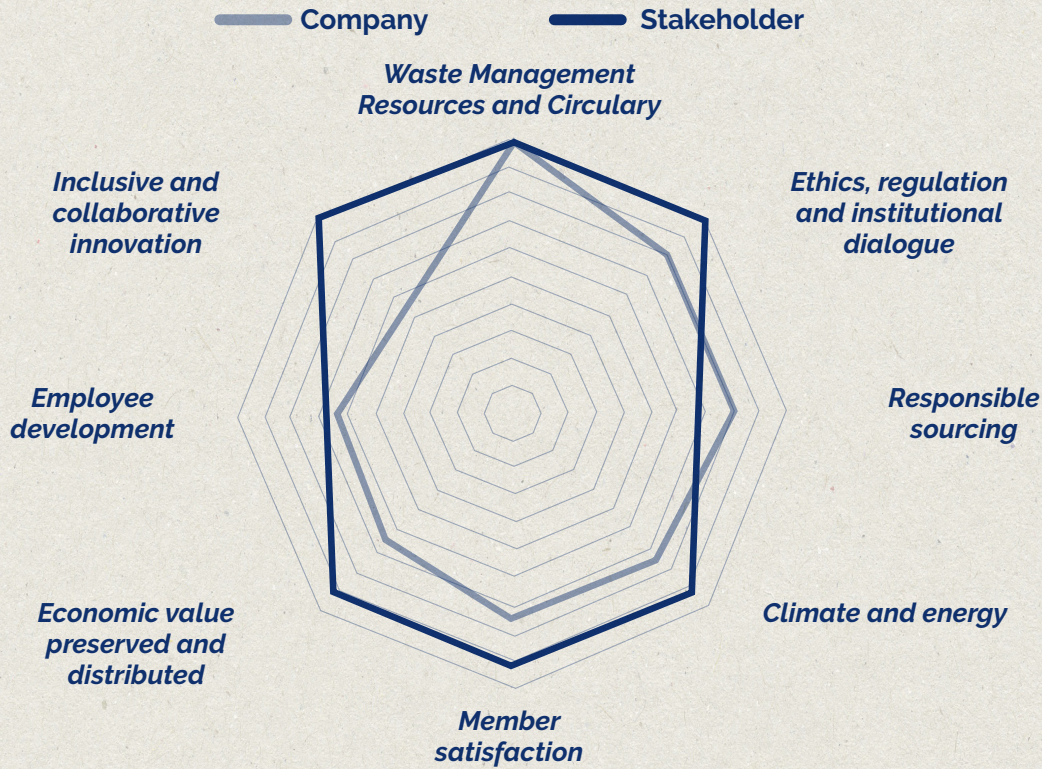 Company
Stakeholder
Waste Management
Resources and Circulary
Inclusive and
collaborative
innovation
Ethics, regulation
and institutional
dialogue
Employee
development
Responsible
sourcing
Economic value
preserved and
distributed
Climate and energy
Member
satisfaction